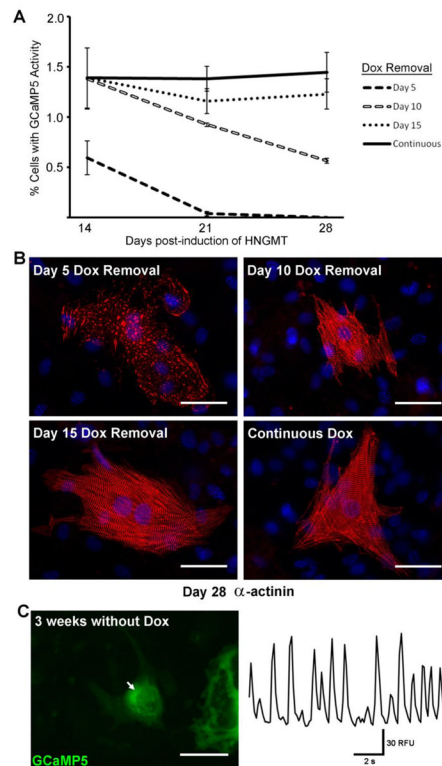 A
% Cells with GCaMP5 Activity
2.0
1.5
1.0
0.5
14
21
28
Days post-induction of HNGMT
Dox Removal
Day 5
Day 10
Day 15
Continuous
B
Day 5 Dox Removal
Day 10 Dox Removal
Day 15 Dox Removal
Continuous Dox
Day 28 α-actinin
C
3 weeks without Dox
GCaMP5
30 RFU
2 s